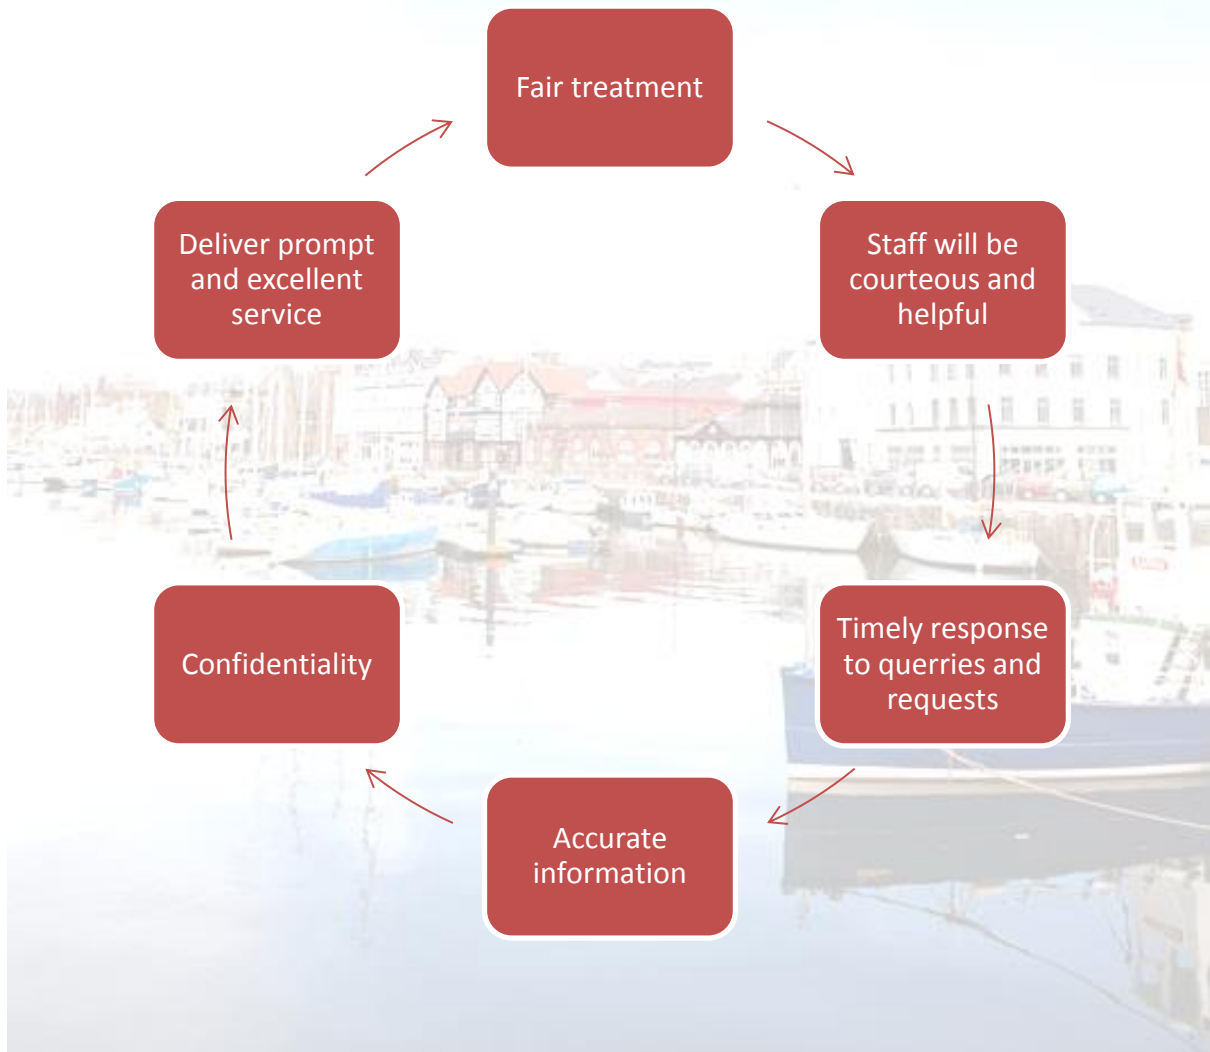 Fair treatment
Staff will be
courteous and
helpful
Timely response
to querries and
requests
Accurate
information
Confidentiality
Deliver prompt
and excellent
service